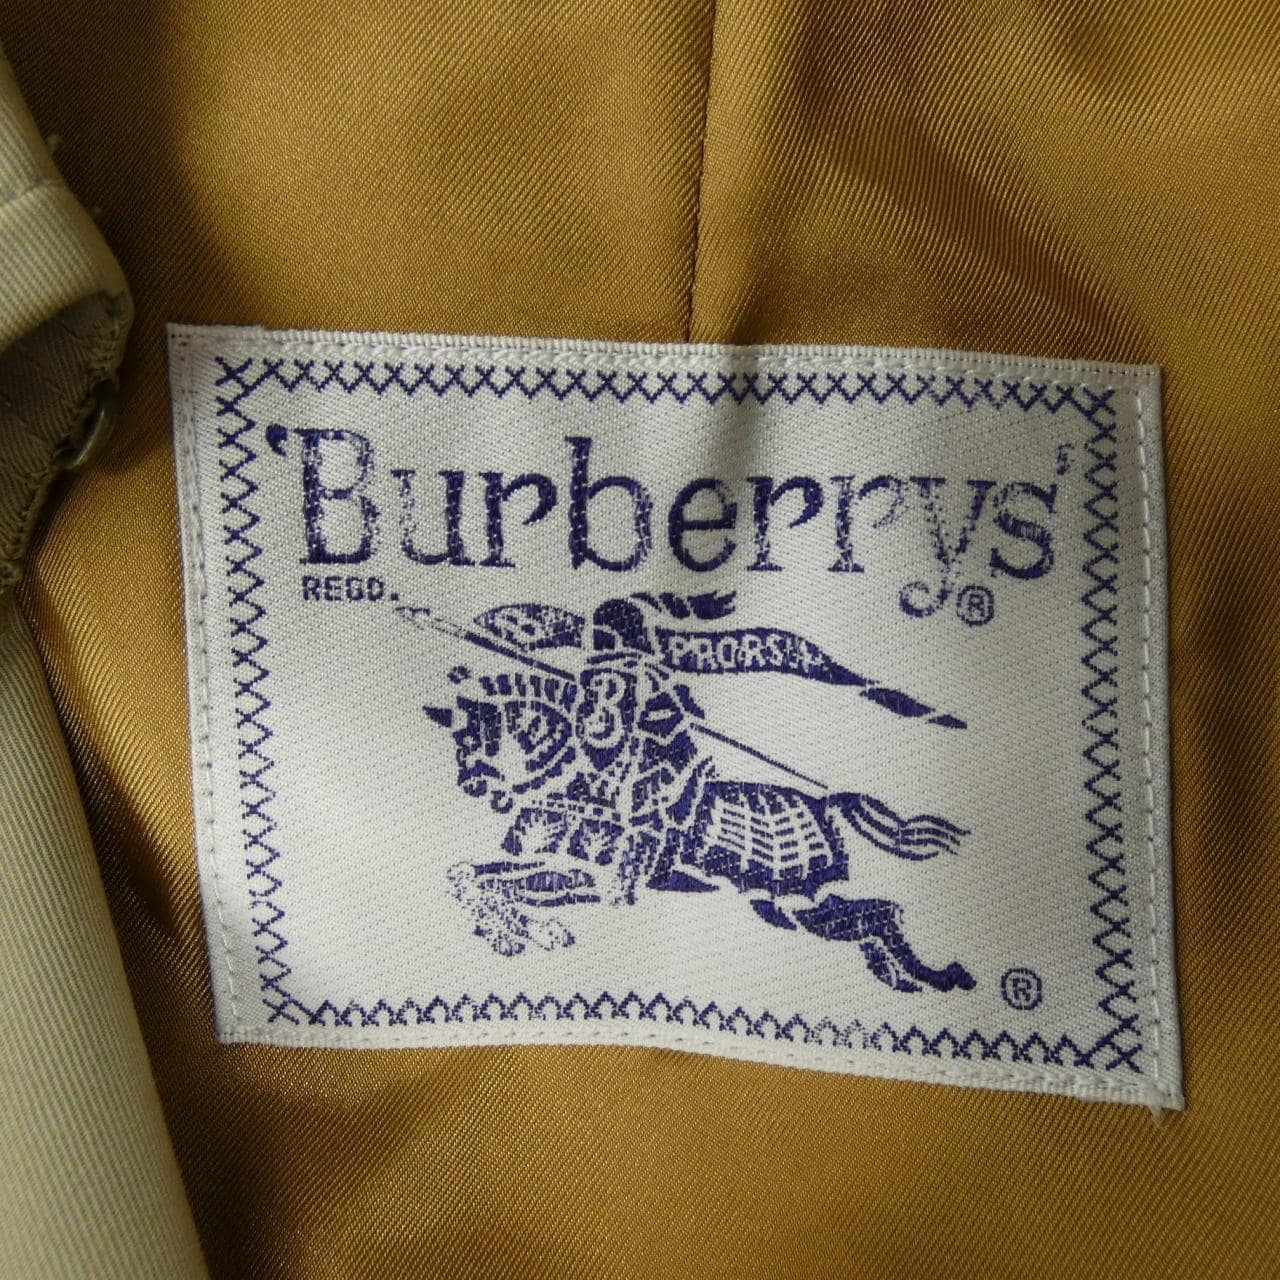 'Burberrys'
REGD. ®
PRORSUM
B
®